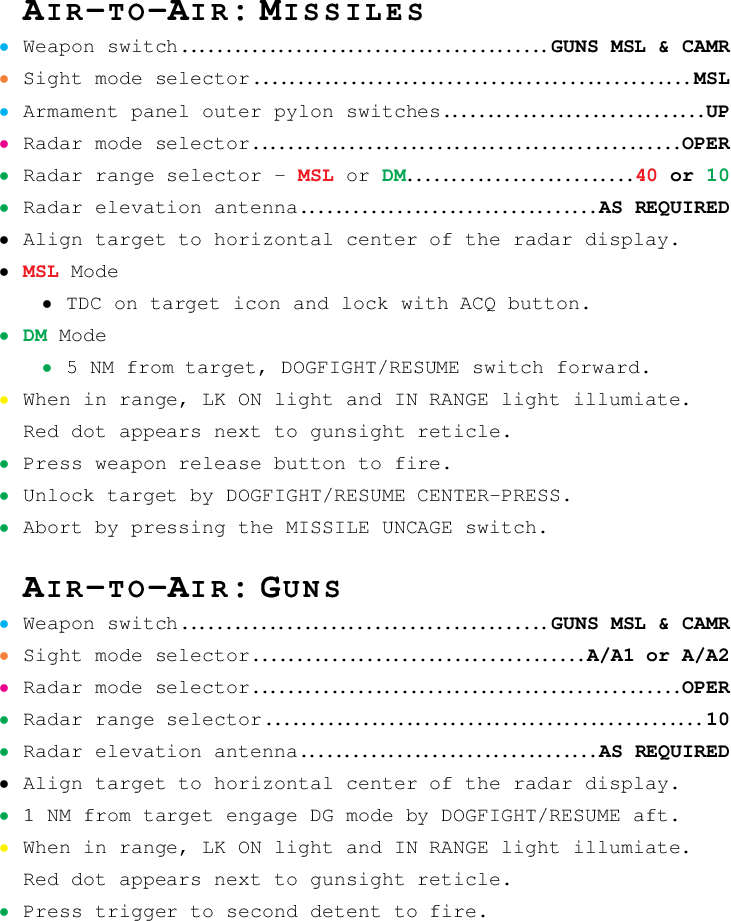 AIR-TO-AIR: MISSILES
• Weapon switch........................................GUNS MSL & CAMR
• Sight mode selector................................................MSL
• Armament panel outer pylon switches.............................UP
• Radar mode selector...............................................OPER
• Radar range selector - MSL or DM.........................40 or 10
• Radar elevation antenna.................................AS REQUIRED
• Align target to horizontal center of the radar display.
• MSL Mode
• TDC on target icon and lock with ACQ button.
• DM Mode
• 5 NM from target, DOGFIGHT/RESUME switch forward.
• When in range, LK ON light and IN RANGE light illumiate.
Red dot appears next to gunsight reticle.
• Press weapon release button to fire.
• Unlock target by DOGFIGHT/RESUME CENTER-PRESS.
• Abort by pressing the MISSILE UNCAGE switch.
AIR-TO-AIR: GUNS
• Weapon switch........................................GUNS MSL & CAMR
• Sight mode selector.....................................A/A1 or A/A2
• Radar mode selector...............................................OPER
• Radar range selector................................................10
• Radar elevation antenna.................................AS REQUIRED
• Align target to horizontal center of the radar display.
• 1 NM from target engage DG mode by DOGFIGHT/RESUME aft.
• When in range, LK ON light and IN RANGE light illumiate.
Red dot appears next to gunsight reticle.
• Press trigger to second detent to fire.